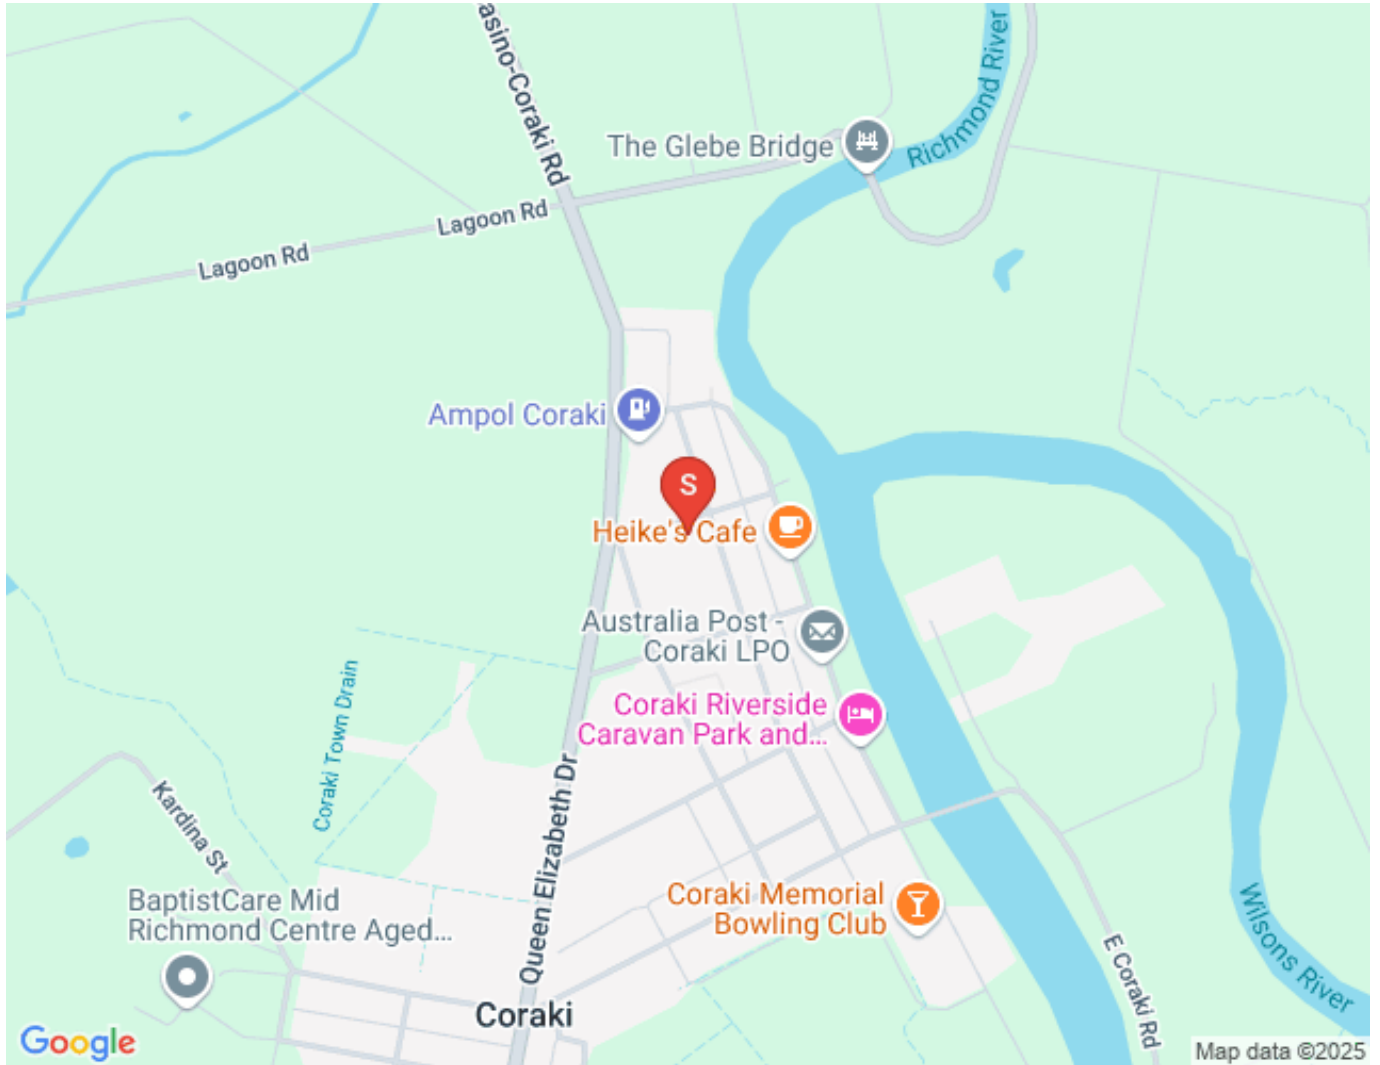 asino-Coraki Rd
Richmond River
The Glebe Bridge
Lagoon Rd
Lagoon Rd
Ampol Coraki
S
Heike's Cafe
Australia Post -
Coraki LPO
Coraki Riverside
Caravan Park and...
Coraki Town Drain
Queen Elizabeth Dr
Kardina St
BaptistCare Mid
Richmond Centre Aged...
Coraki Memorial
Bowling Club
Wilsons River
E Coraki Rd
Coraki
Google
Map data ©2025